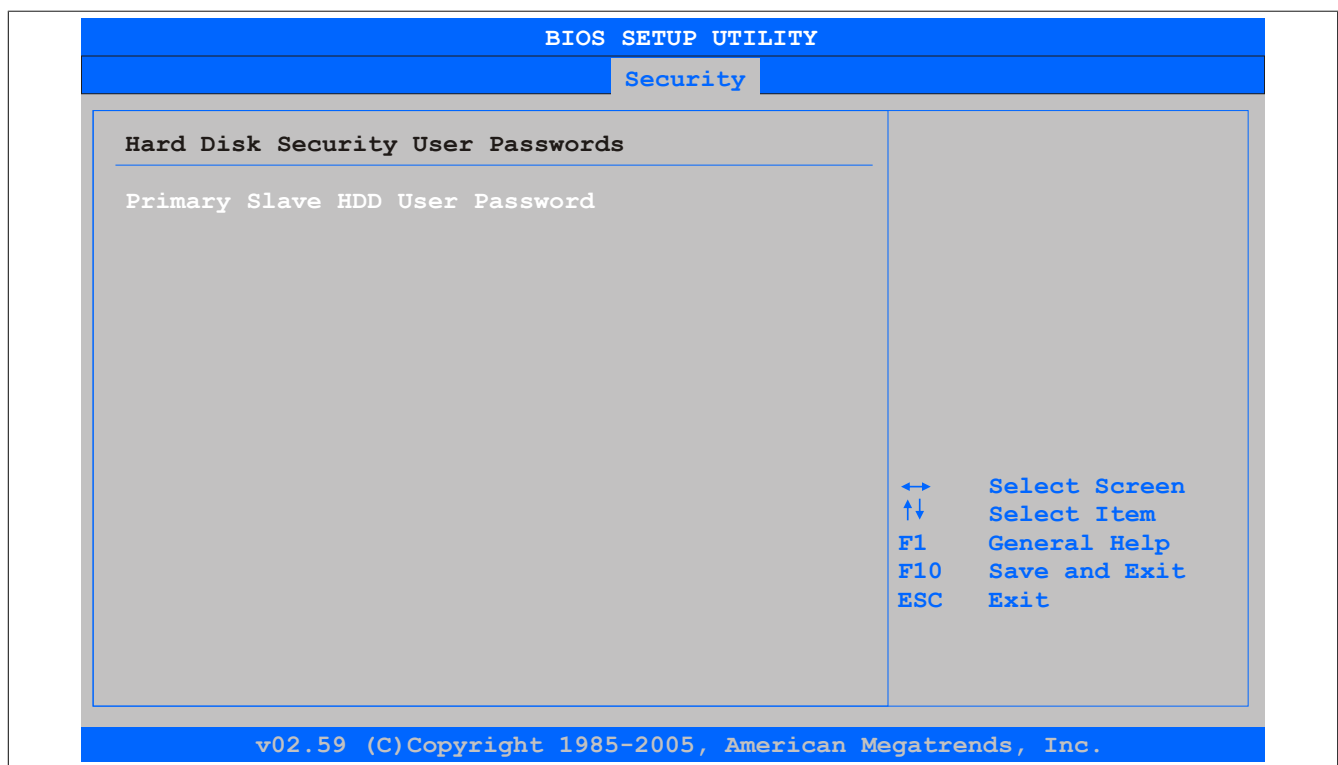 BIOS SETUP UTILITY
Security
Hard Disk Security User Passwords
Primary Slave HDD User Password
↔ Select Screen
↑↓ Select Item
F1 General Help
F10 Save and Exit
ESC Exit
v02.59 (C)Copyright 1985-2005, American Megatrends, Inc.